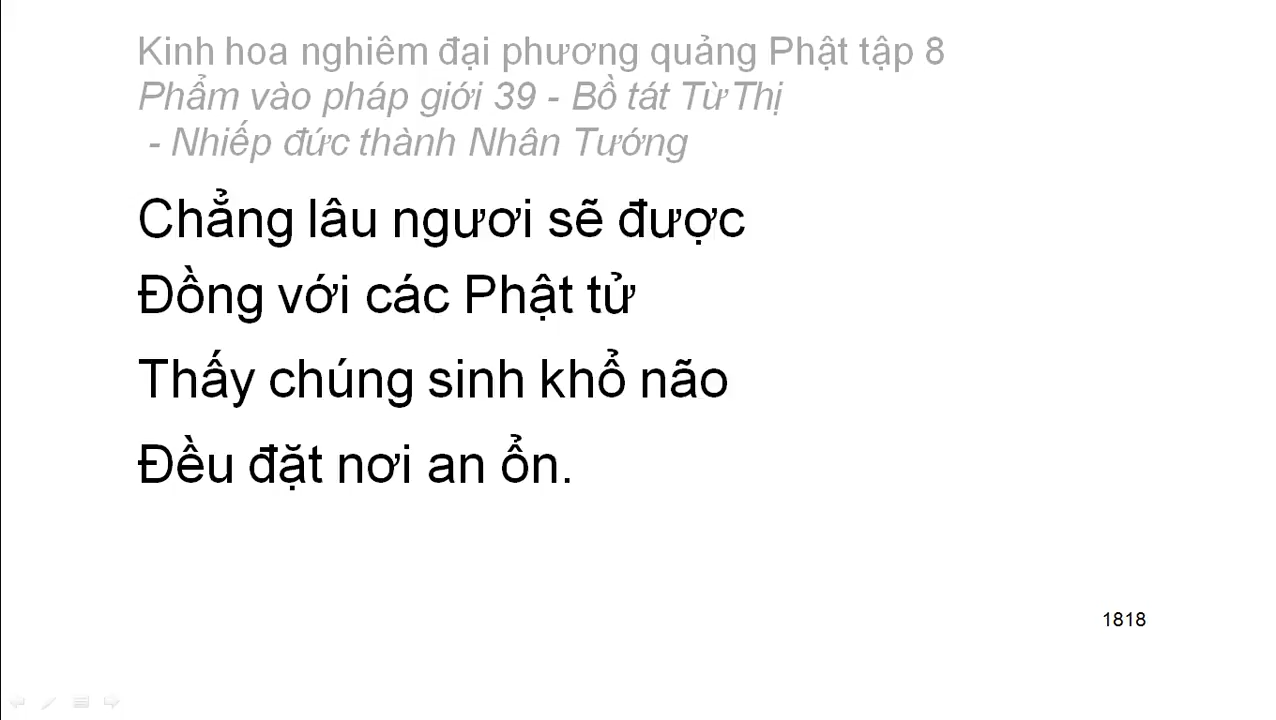 Kinh hoa nghiêm đại phương quảng Phật tập 8
Phẩm vào pháp giới 39 - Bồ tát Từ Thị
- Nhiếp đức thành Nhân Tướng
Chẳng lâu ngươi sẽ được
Đồng với các Phật tử
Thấy chúng sinh khổ não
Đều đặt nơi an ổn.
1818